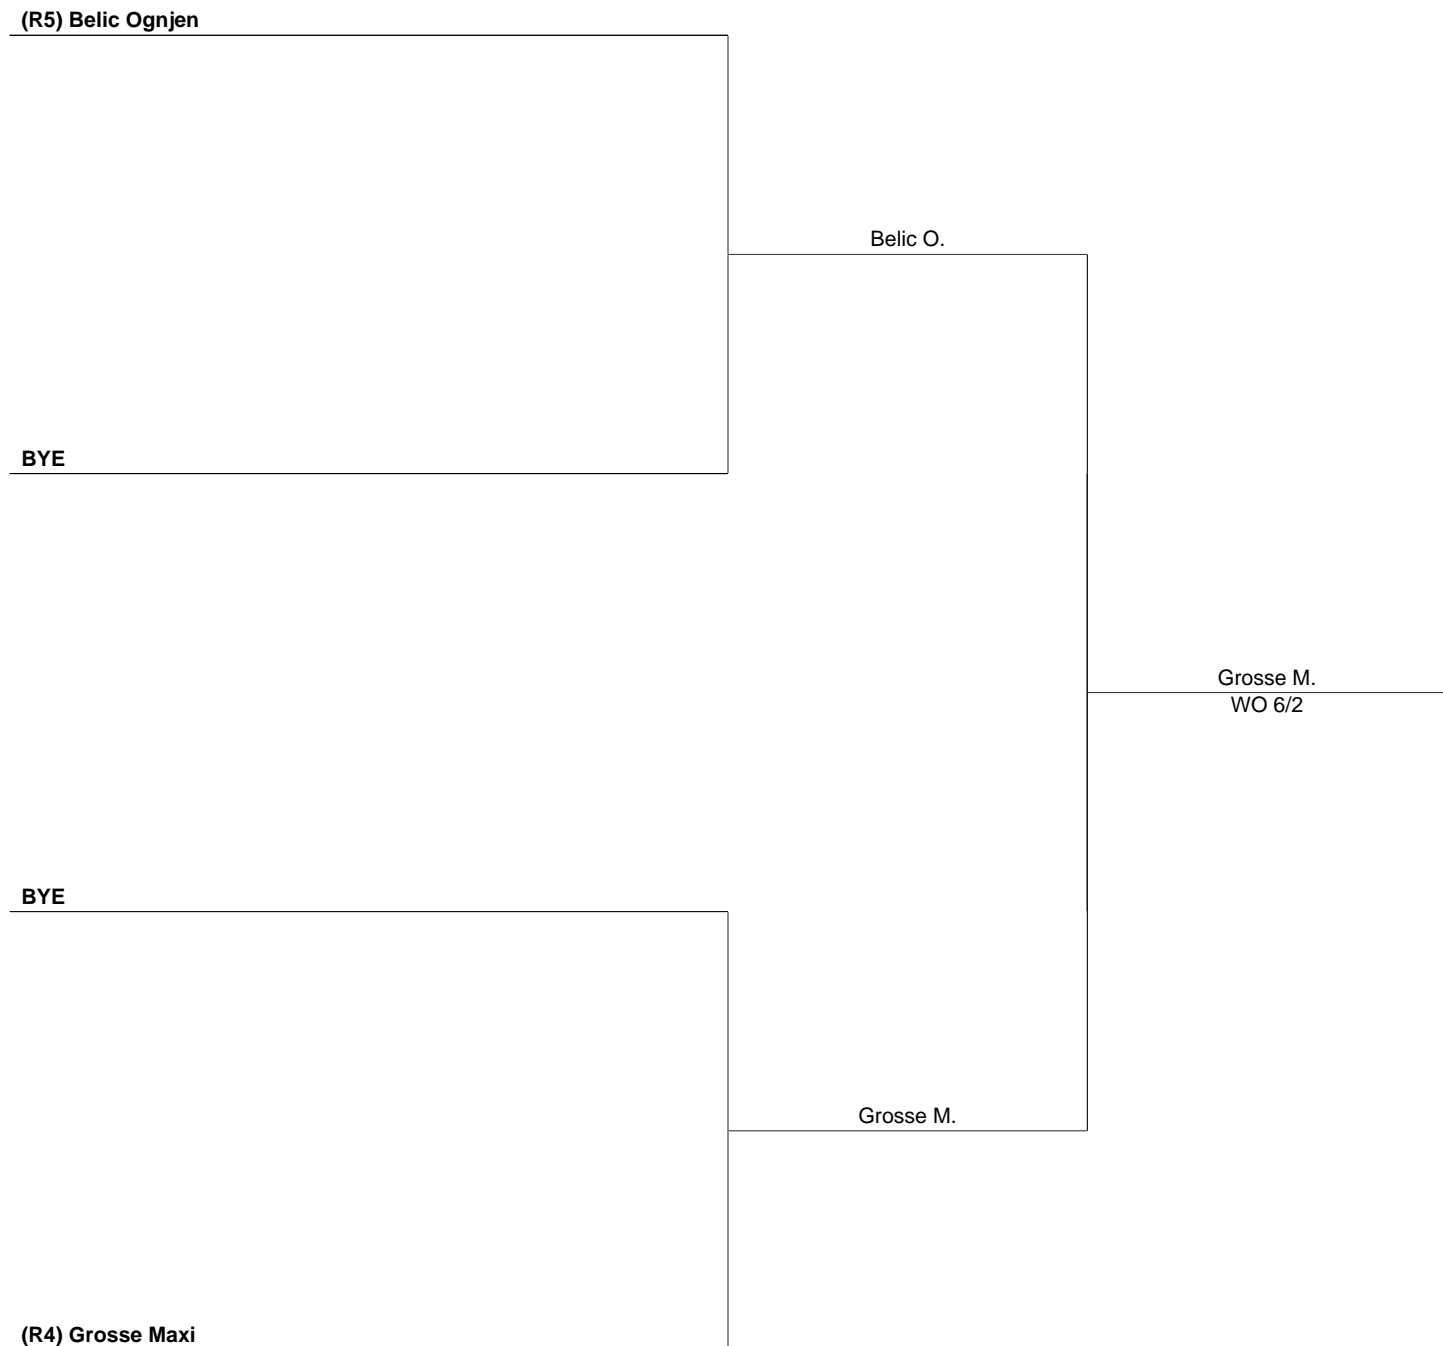 (R5) Belic Ognjen
Belic O.
BYE
Grosse M.
WO 6/2
BYE
Grosse M.
(R4) Grosse Maxi